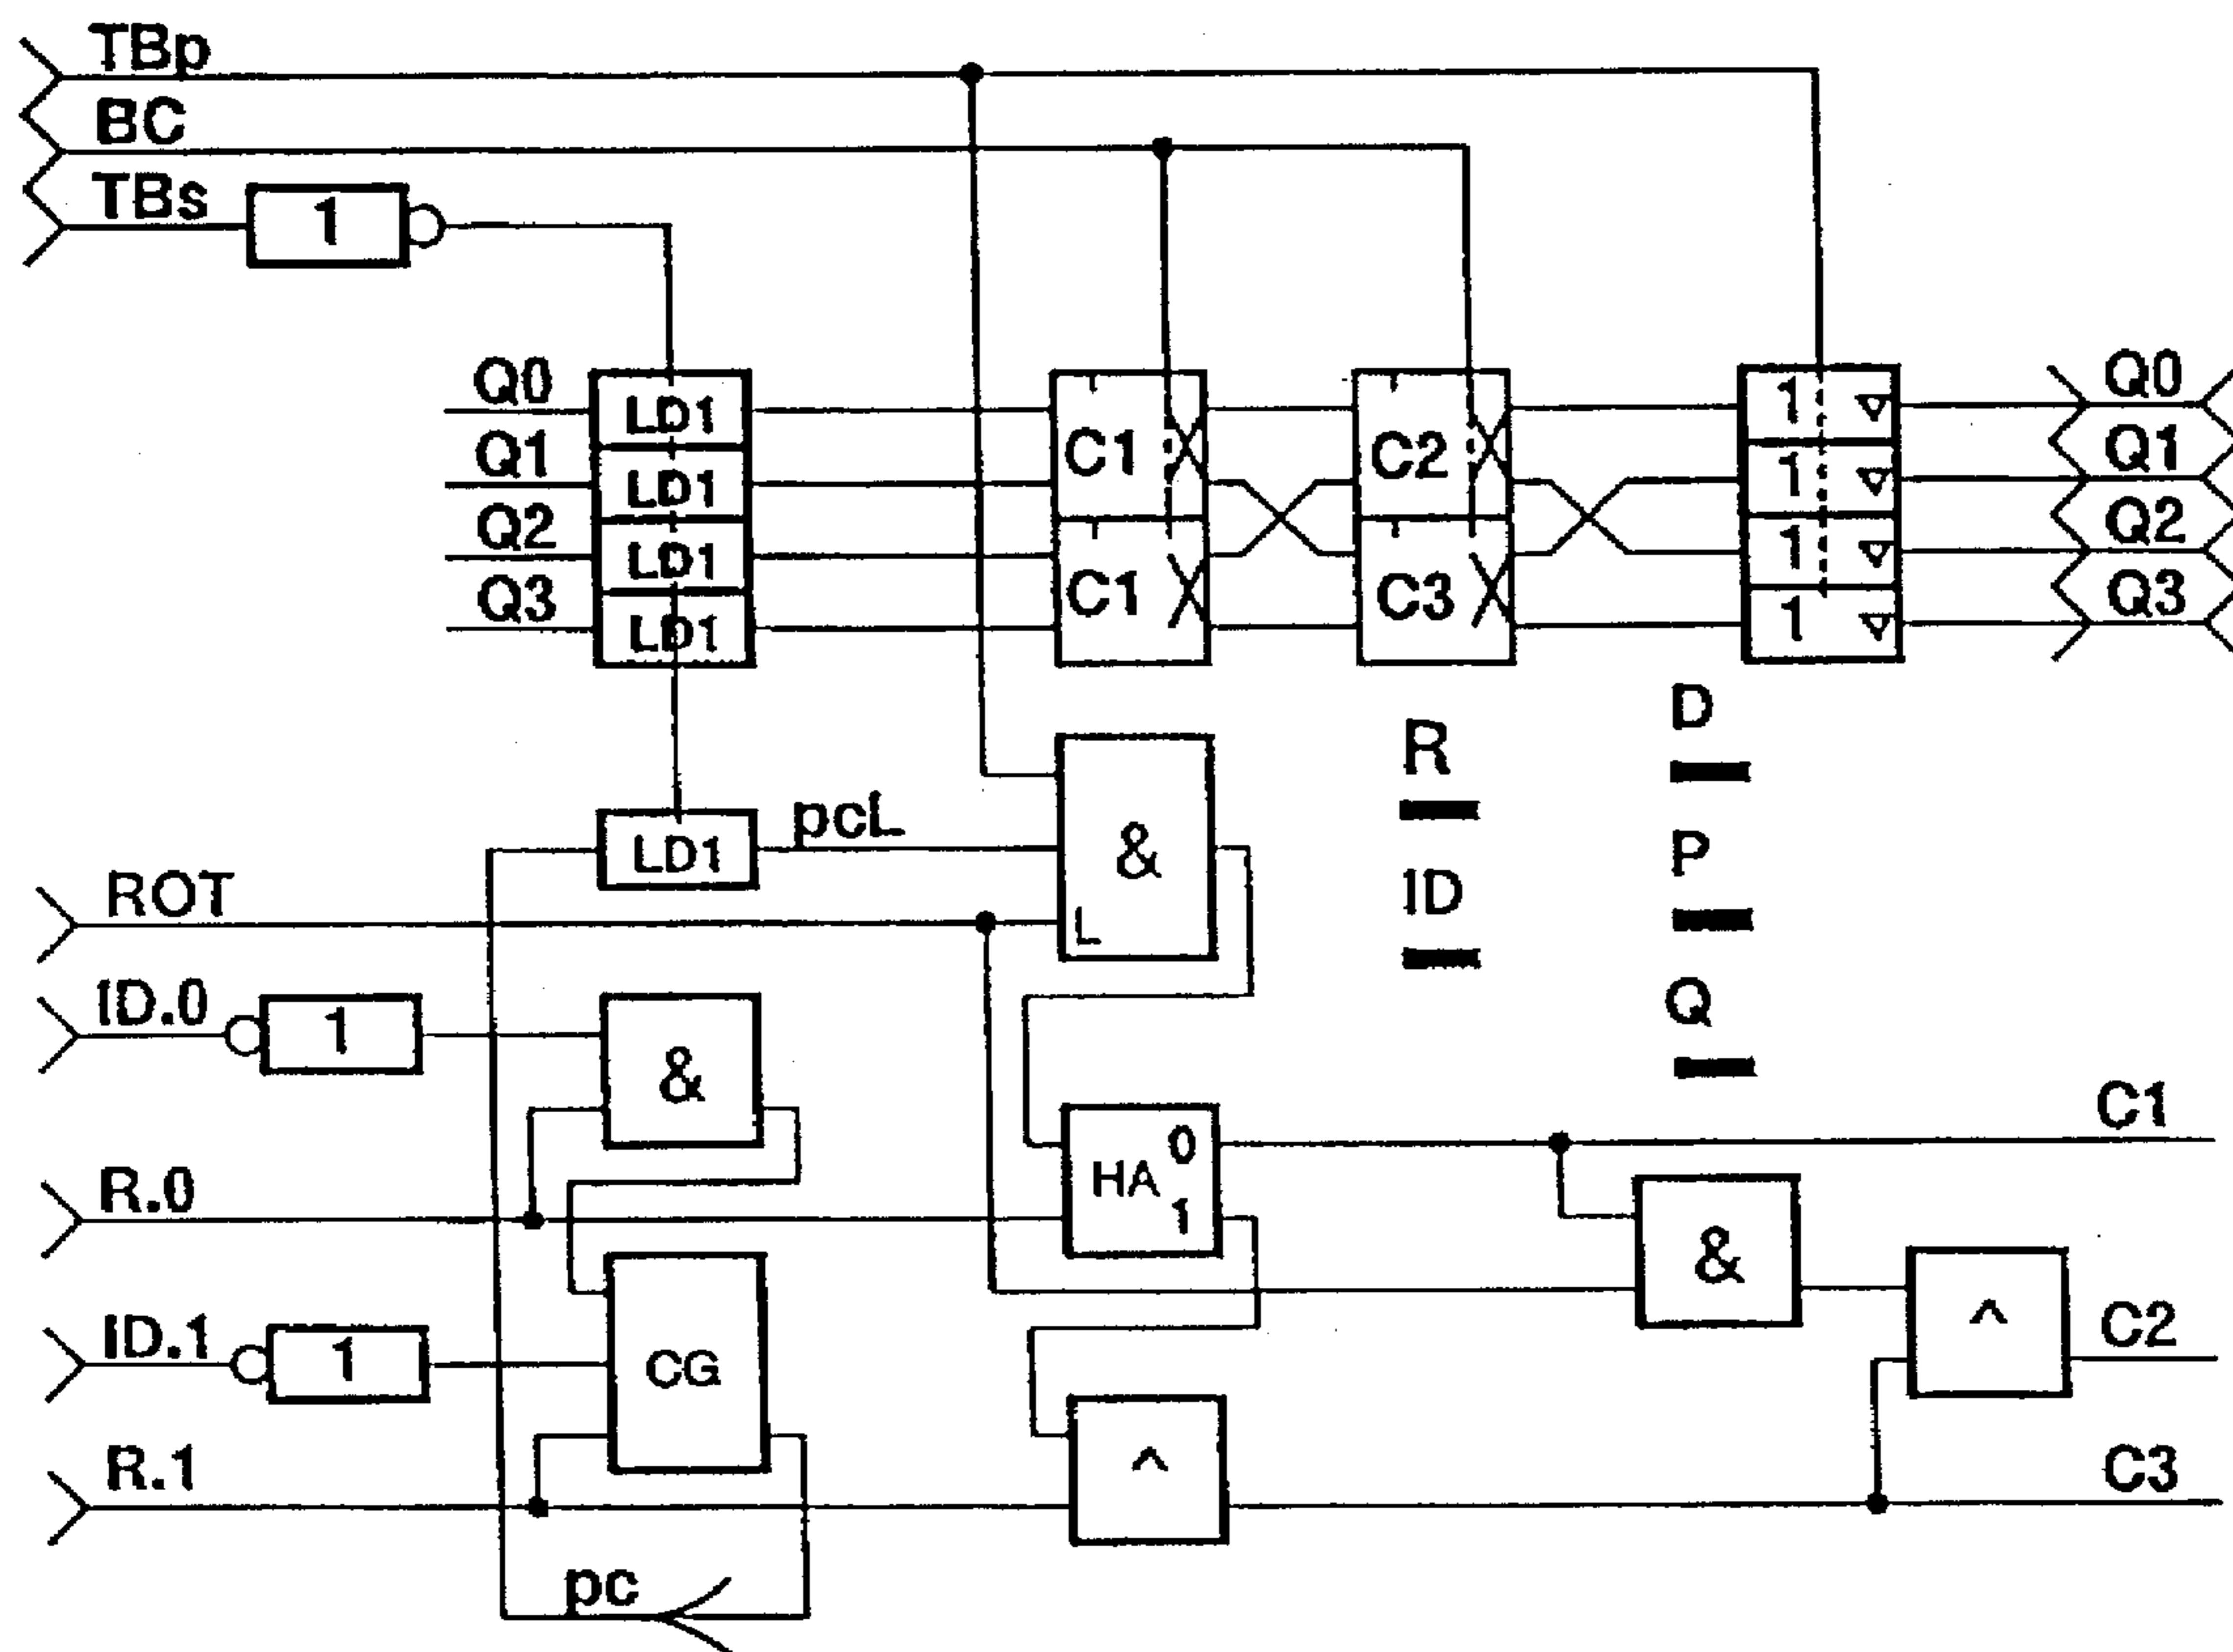 TBp
BC
TBs
1
Q0
Q1
Q2
Q3
LD1
LD1
LD1
LD1
C1
C1
C2
C3
1
1
1
1
Q0
Q1
Q2
Q3
LD1
pcL
&
L
R
ID
D
P
Q
ROT
ID.0
1
&
R.0
HA
0
1
C1
&
^
C2
ID.1
1
CG
^
R.1
C3
pc